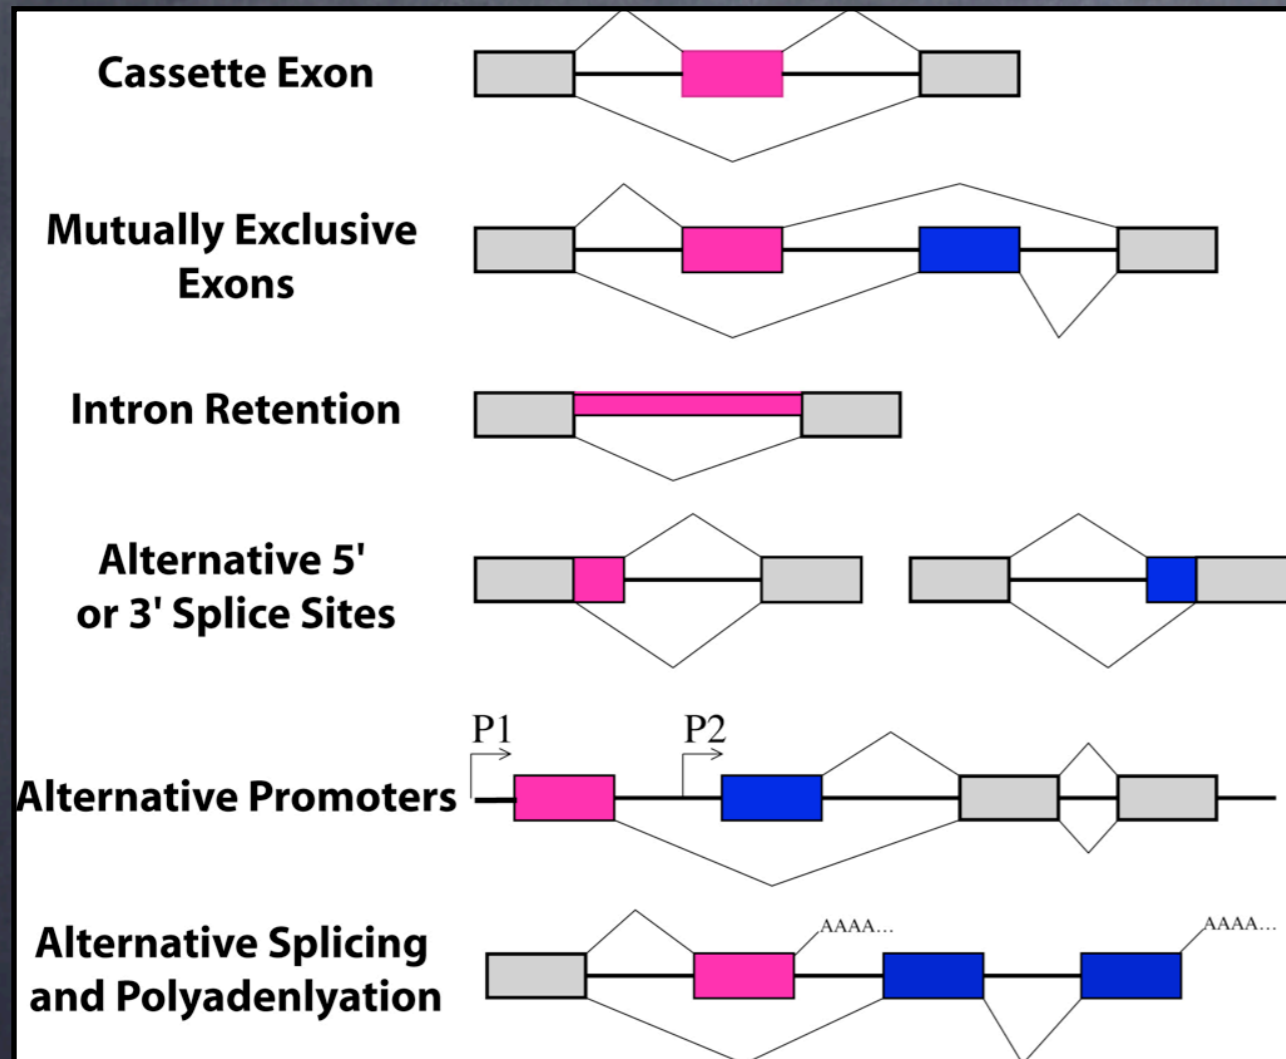 Cassette Exon
Mutually Exclusive
Exons
Intron Retention
Alternative 5'
or 3' Splice Sites
P1
P2
Alternative Promoters
AAAA...
AAAA...
Alternative Splicing
and Polyadenlyation